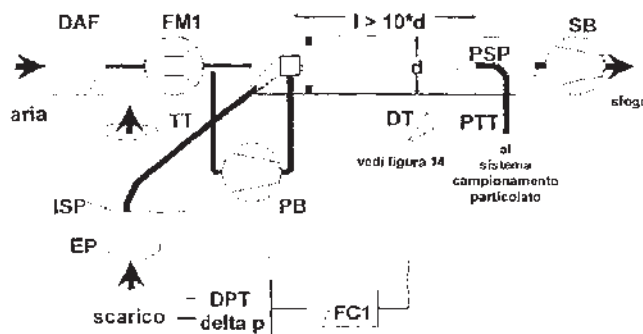 DAF
FM1
l > 10*d
SB
PSP
d
aria
TT
DT
PTT
sfogo
vedi figura 14
al
sistema
campionamento
particolato
ISP
PB
EP
scarico
DPT
delta p
FC1